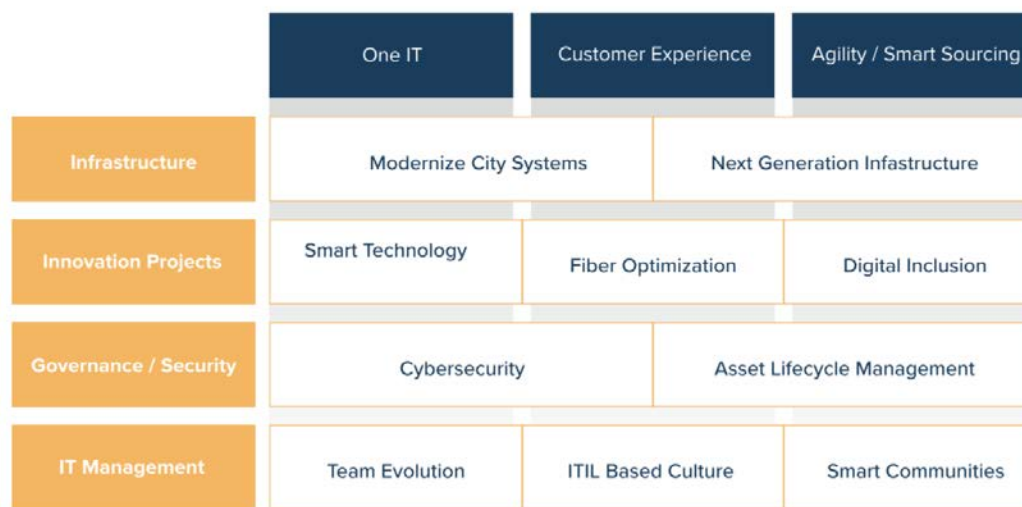 One IT
Customer Experience
Agility / Smart Sourcing
Infrastructure
Modernize City Systems
Next Generation Infastructure
Innovation Projects
Smart Technology
Fiber Optimization
Digital Inclusion
Governance / Security
Cybersecurity
Asset Lifecycle Management
IT Management
Team Evolution
ITIL Based Culture
Smart Communities